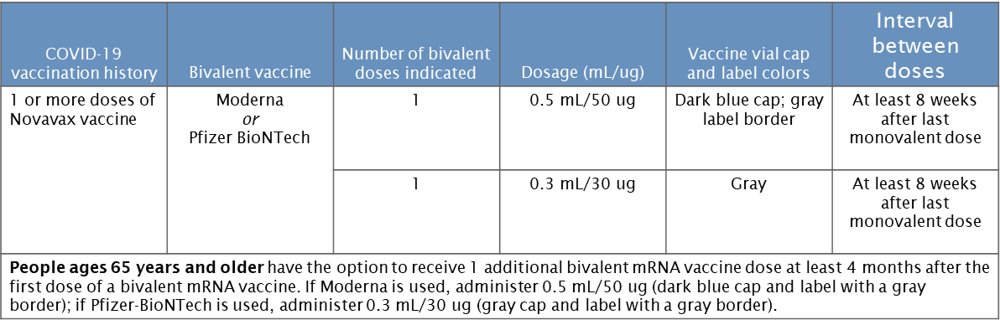 COVID-19
vaccination history
Bivalent vaccine
Number of bivalent
doses indicated
Dosage (mL/ug)
Vaccine vial cap
and label colors
Interval
between
doses
1 or more doses of
Novavax vaccine
Moderna
or
Pfizer BioNTech
1
0.5 mL/50 ug
Dark blue cap; gray
label border
At least 8 weeks
after last
monovalent dose
1
0.3 mL/30 ug
Gray
At least 8 weeks
after last
monovalent dose
People ages 65 years and older have the option to receive 1 additional bivalent mRNA vaccine dose at least 4 months after the
first dose of a bivalent mRNA vaccine. If Moderna is used, administer 0.5 mL/50 ug (dark blue cap and label with a gray
border); if Pfizer-BioNTech is used, administer 0.3 mL/30 ug (gray cap and label with a gray border).